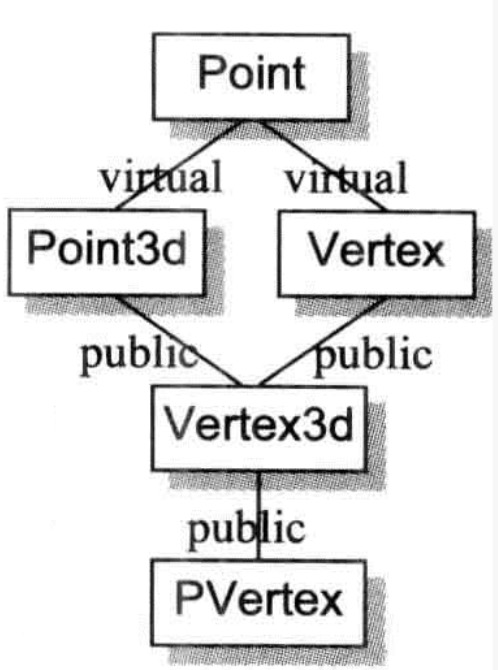 Point
virtual virtual
Point3d Vertex
public public
Vertex3d
public
PVertex